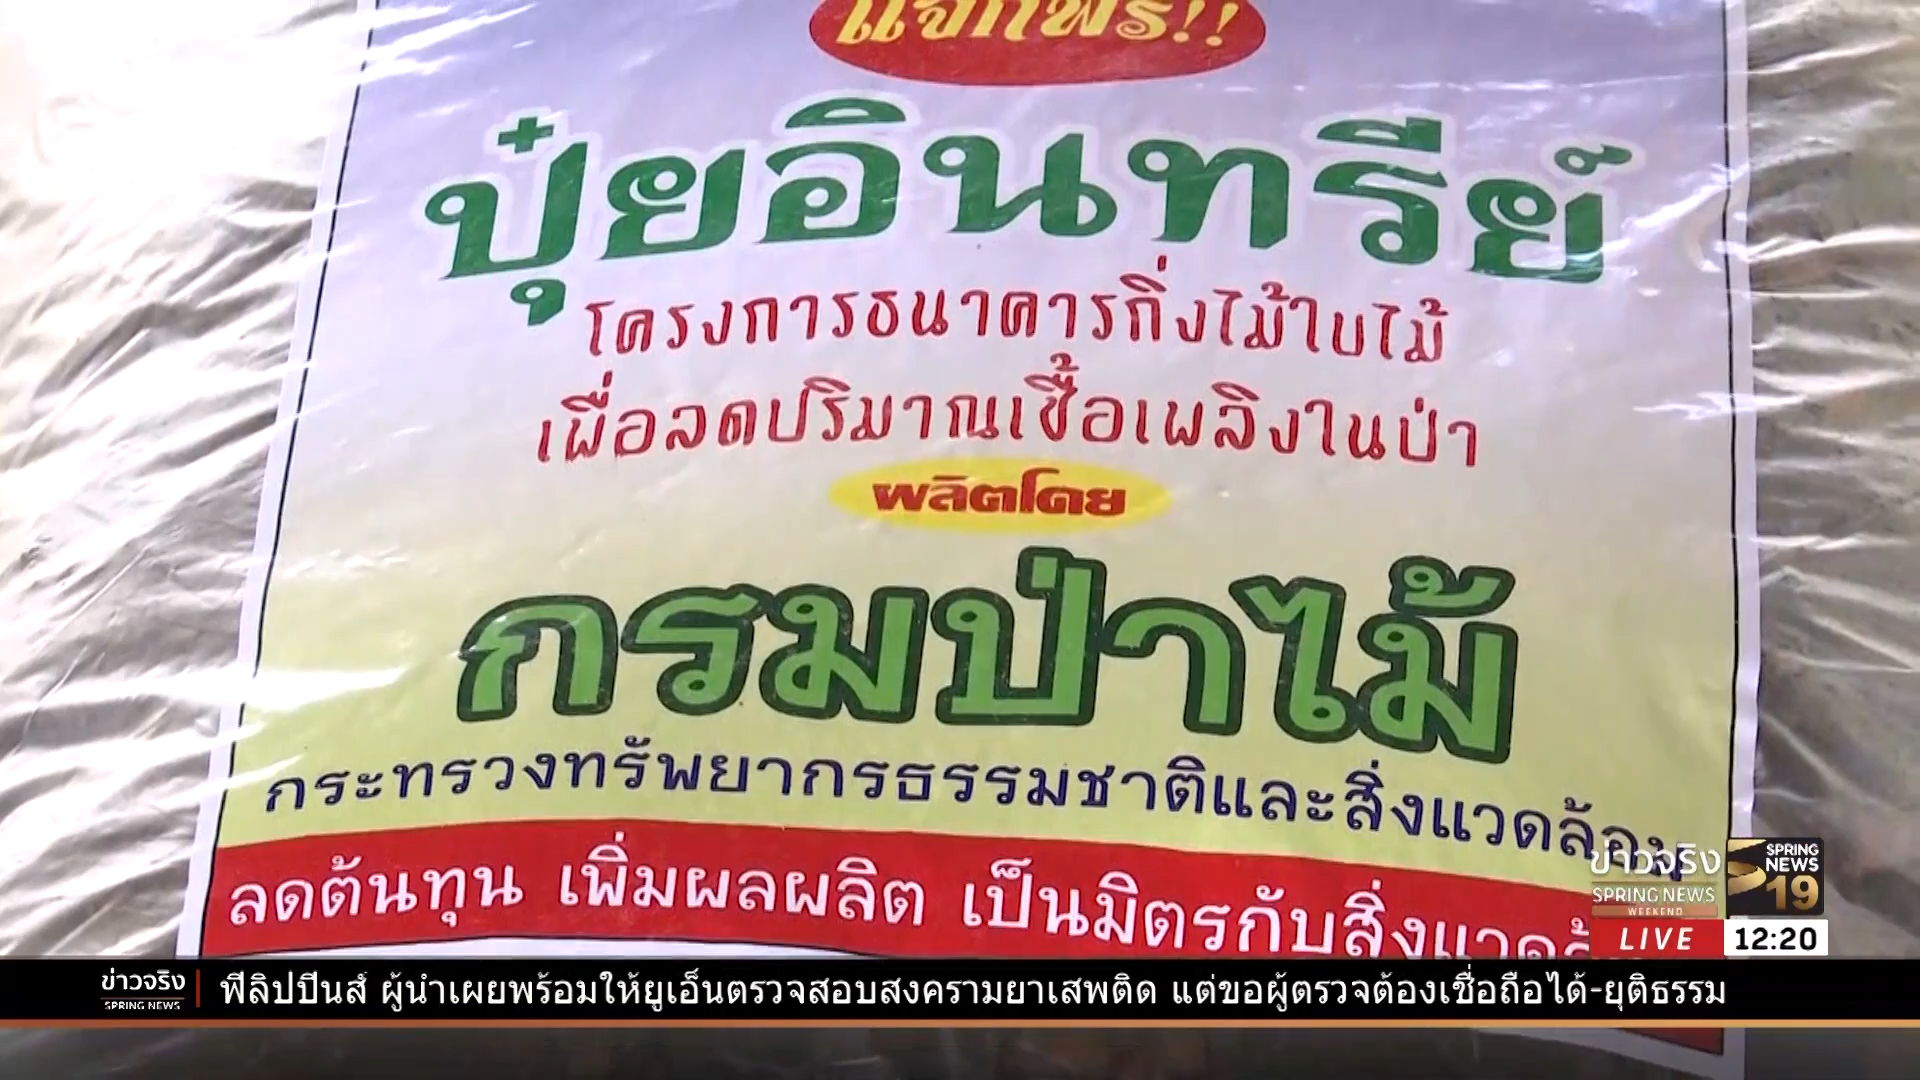 แจกฟรี!!
ปุ๋ยอินทรีย์
โครงการธนาคารกิ่งไม้ใบไม้
เพื่อลดปริมาณเชื้อเพลิงในป่า
ผลิตโดย
กรมป่าไม้
กระทรวงทรัพยากรธรรมชาติและสิ่งแวดล้อม
ลดต้นทุน เพิ่มผลผลิต เป็นมิตรกับสิ่งแวดล้
ข่าวจริง
SPRING NEWS
WEEKEND
SPRING
NEWS
19
LIVE 12:20
ข่าวจริง
SPRING NEWS
ฟิลิปปินส์ ผู้นำเผยพร้อมให้ยูเอ็นตรวจสอบสงครามยาเสพติด แต่ขอผู้ตรวจต้องเชื่อถือได้-ยุติธรรม